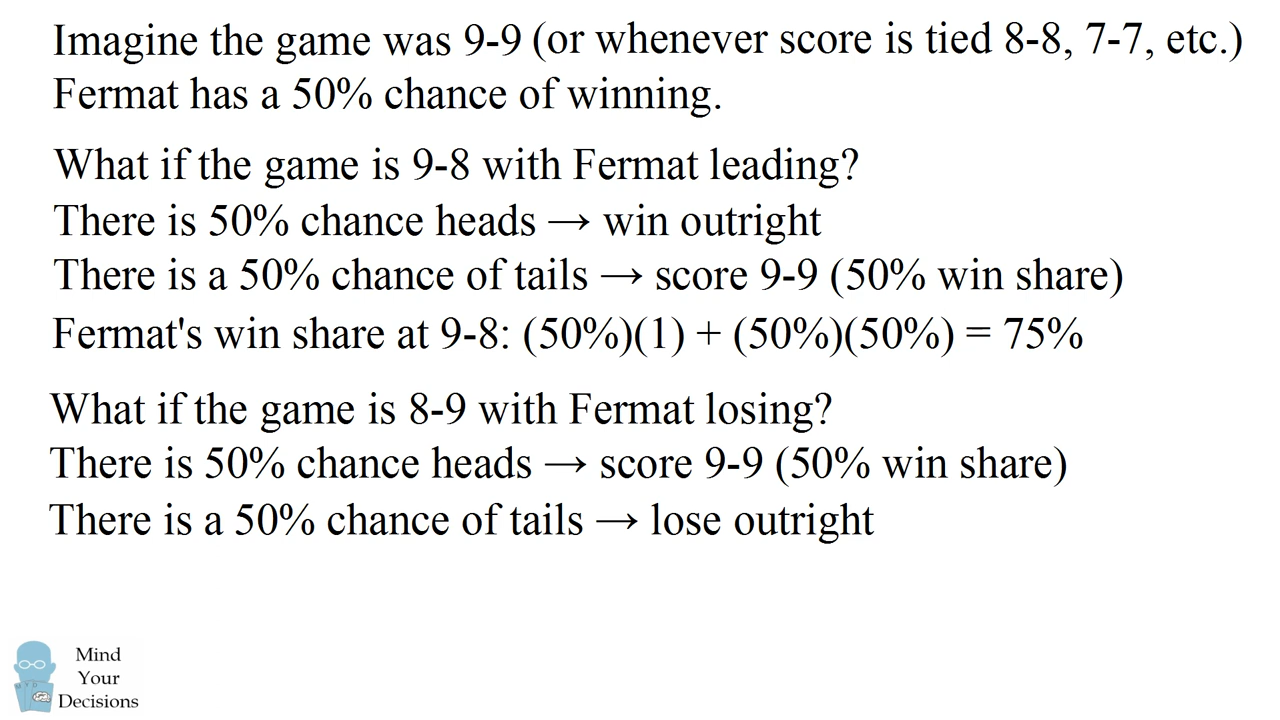 Imagine the game was 9-9 (or whenever score is tied 8-8, 7-7, etc.)
Fermat has a 50% chance of winning.
What if the game is 9-8 with Fermat leading?
There is 50% chance heads → win outright
There is a 50% chance of tails → score 9-9 (50% win share)
Fermat's win share at 9-8: (50%)(1) + (50%)(50%) = 75%
What if the game is 8-9 with Fermat losing?
There is 50% chance heads → score 9-9 (50% win share)
There is a 50% chance of tails → lose outright
Mind
Your
Decisions